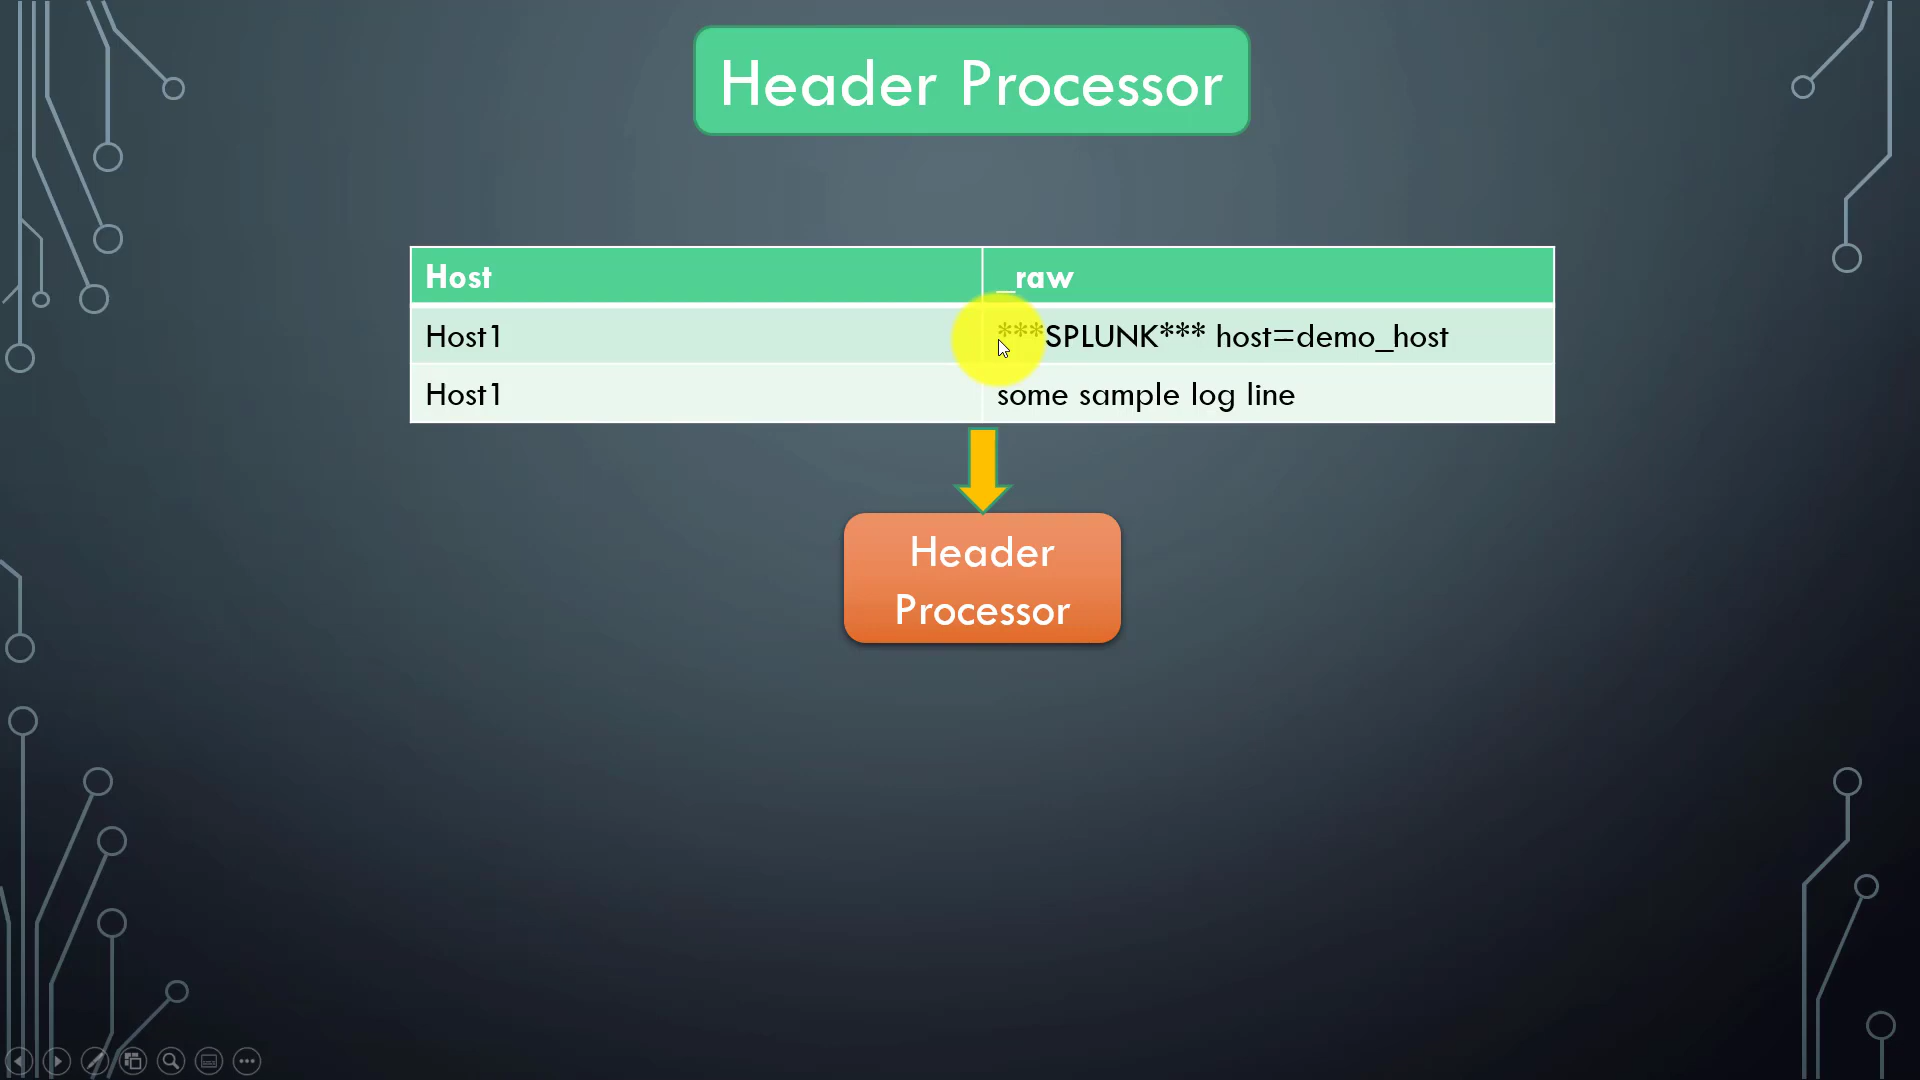 Header Processor
Host _raw
Host1 ***SPLUNK*** host=demo_host
Host1 some sample log line
Header
Processor